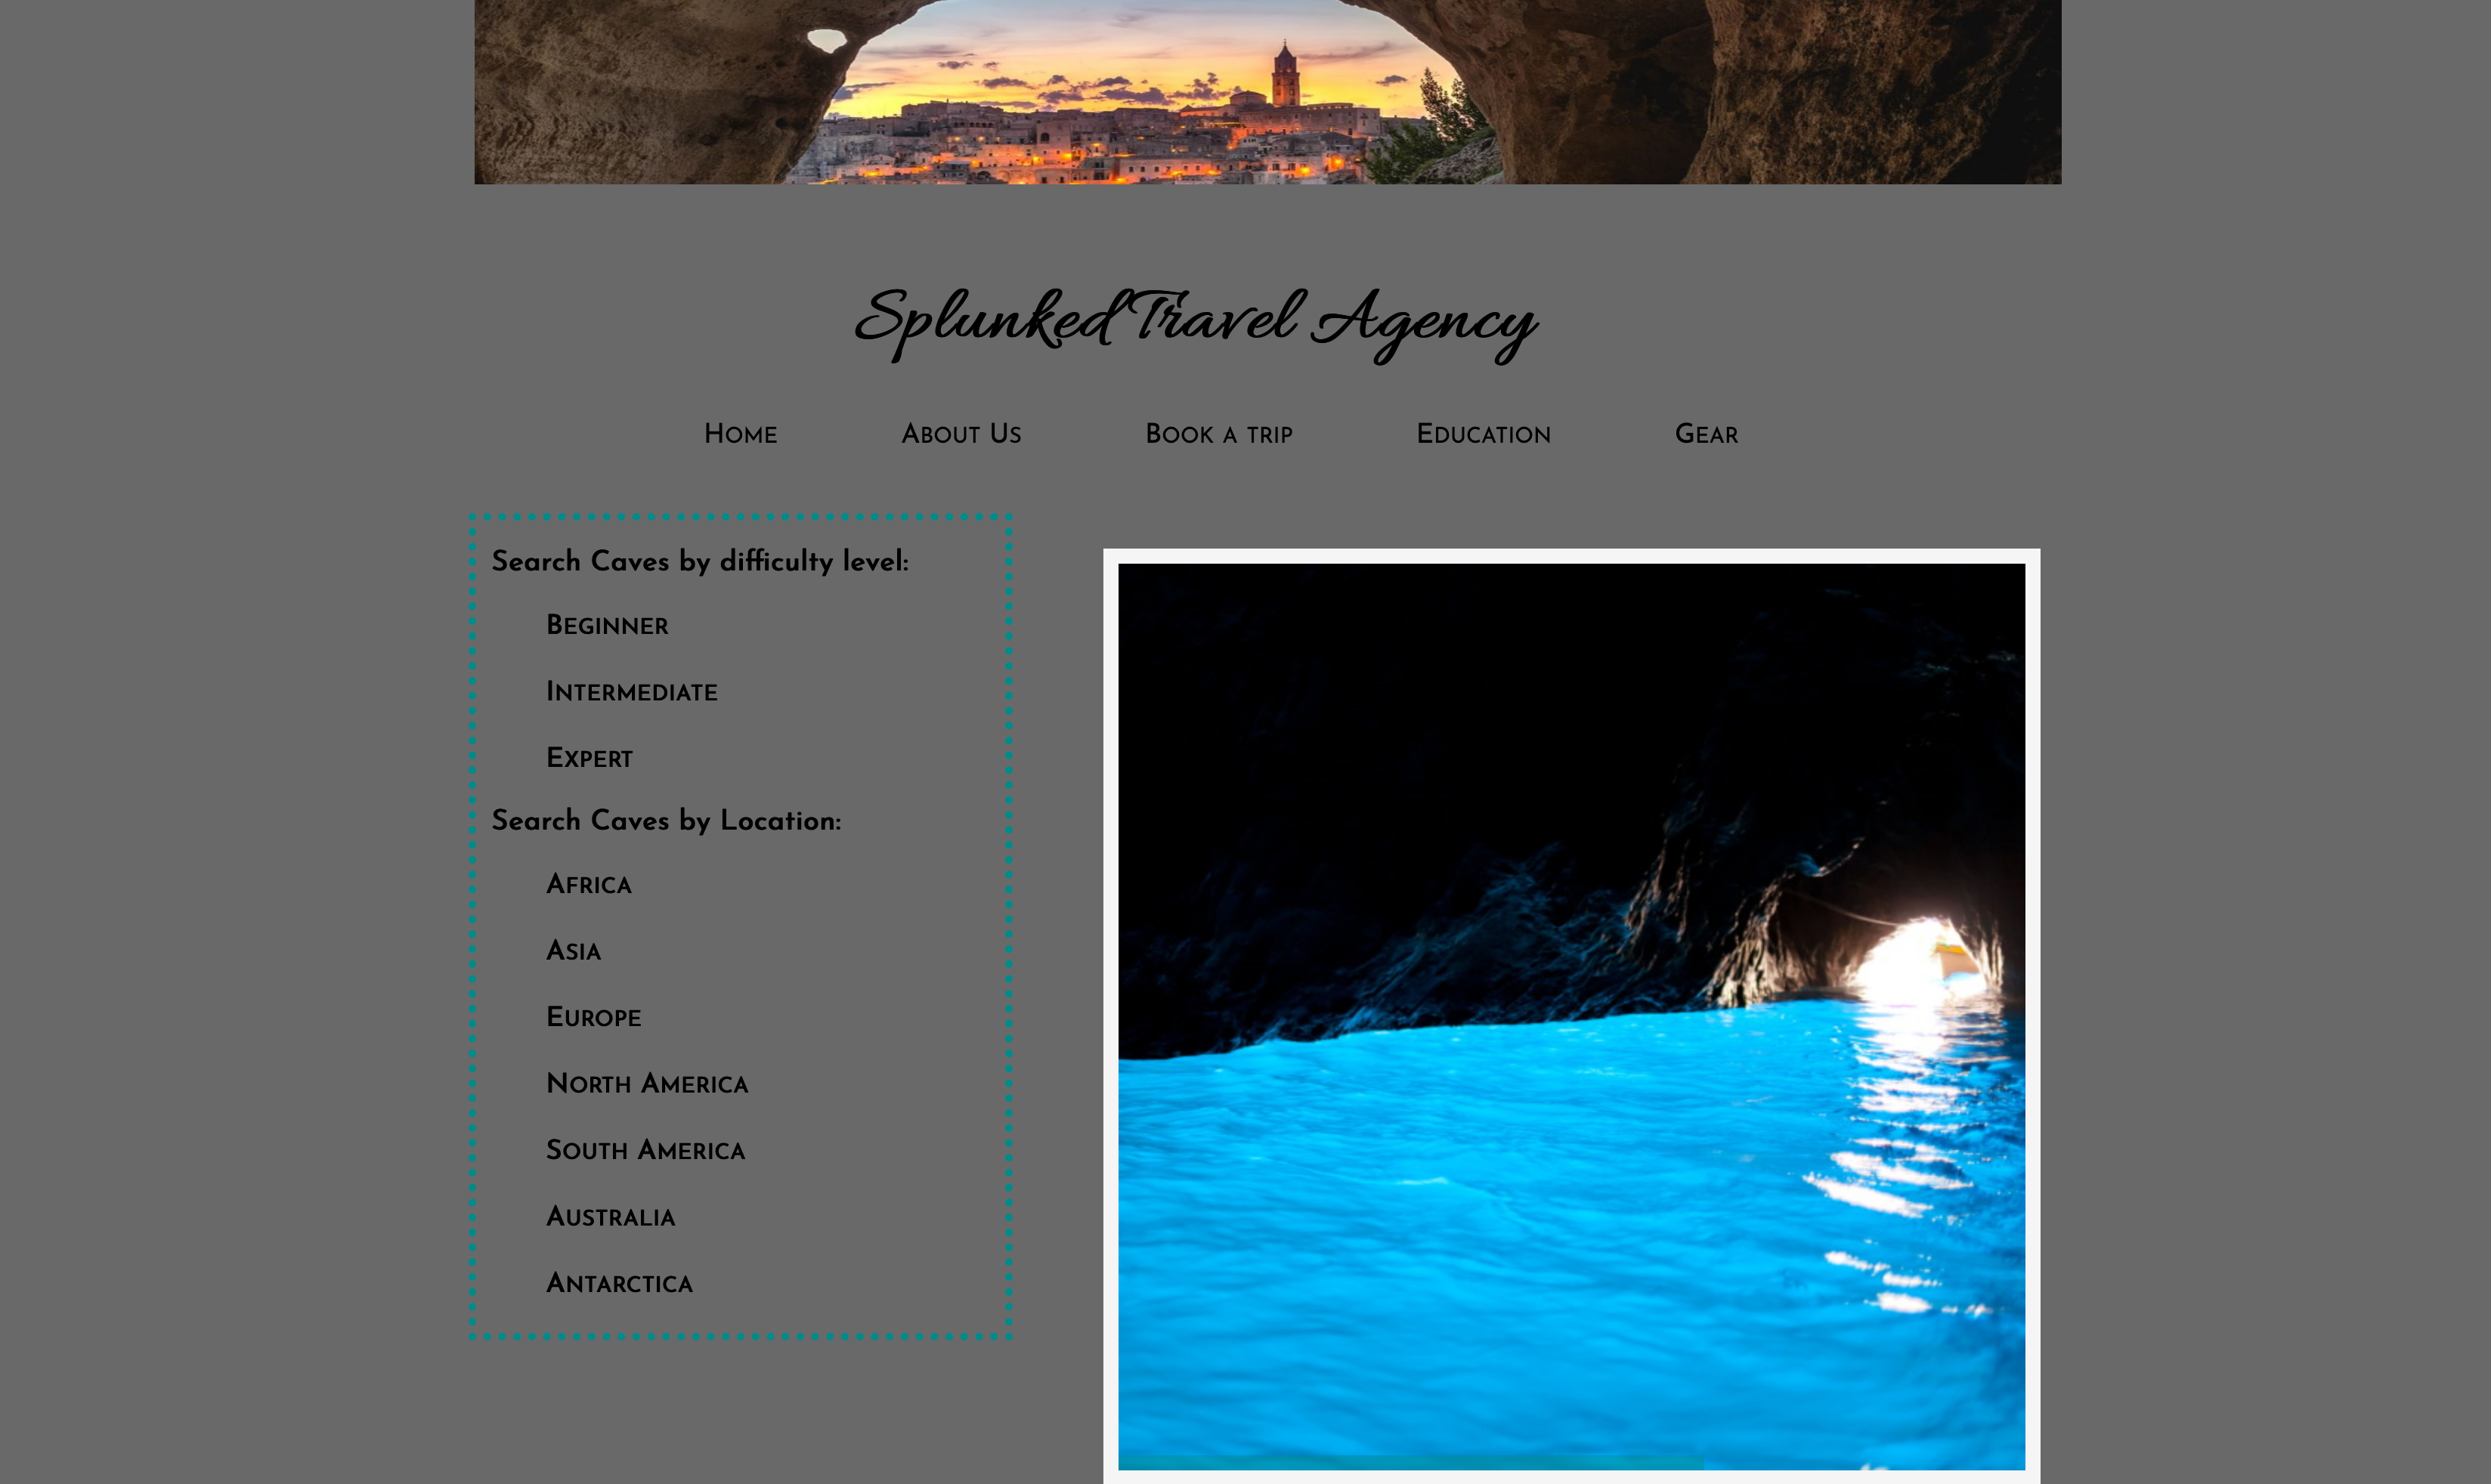 Splunked Travel Agency
Home About Us Book a trip Education Gear
Search Caves by difficulty level:
Beginner
Intermediate
Expert
Search Caves by Location:
Africa
Asia
Europe
North America
South America
Australia
Antarctica